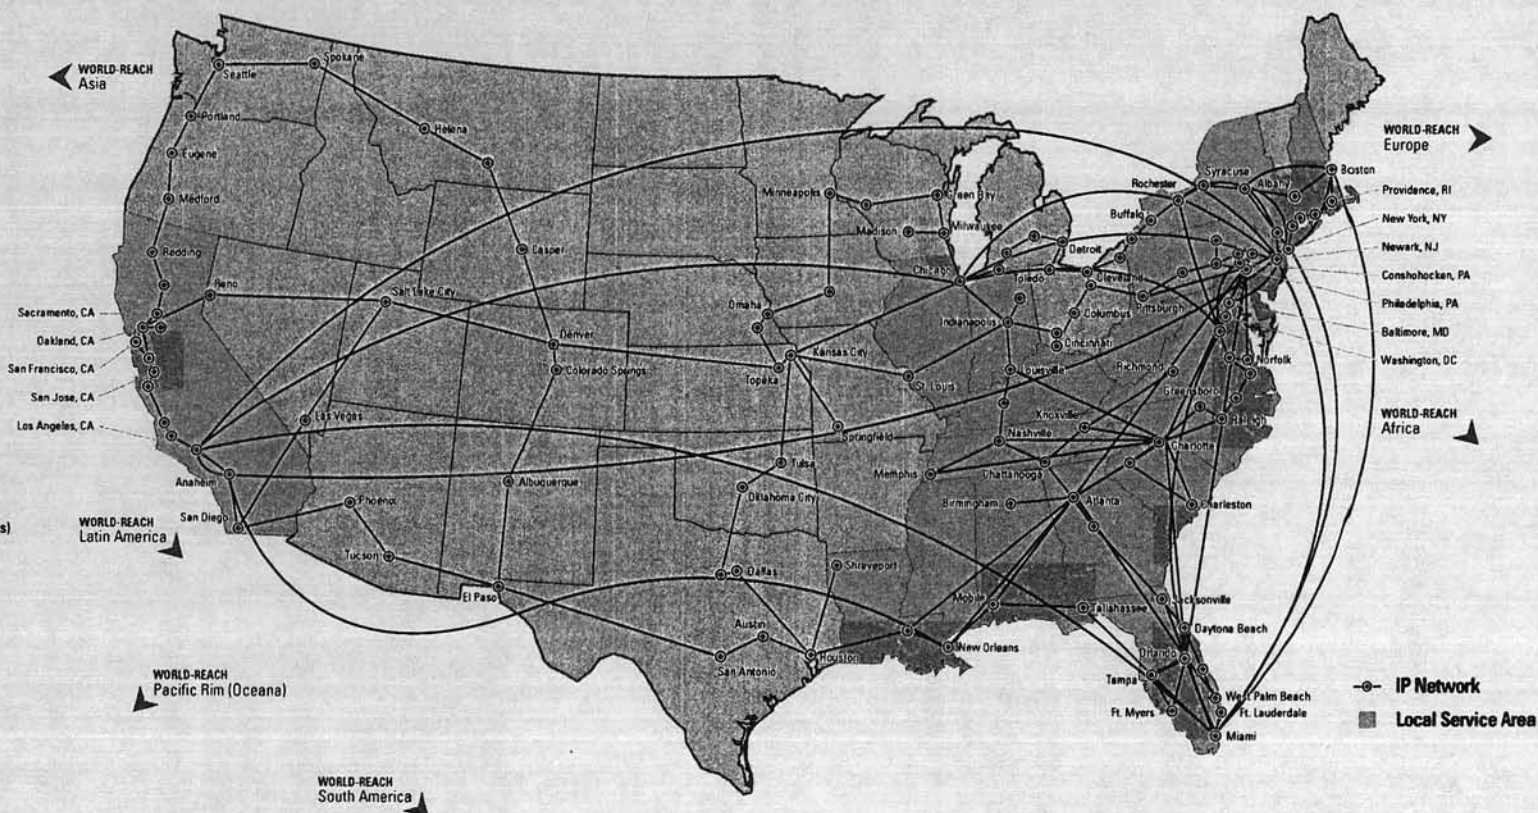 WORLD-REACH
Asia
Seattle
Spokane
Portland
Helena
Eugene
Medford
Casper
Redding
Reno
Salt Lake City
Sacramento, CA
Oakland, CA
San Francisco, CA
San Jose, CA
Los Angeles, CA
Las Vegas
Anaheim
San Diego
Phoenix
Tucson
s)
WORLD-REACH
Latin America
WORLD-REACH
Pacific Rim (Oceana)
WORLD-REACH
South America
Denver
Colorado Springs
Albuquerque
El Paso
Minneapolis
Green Bay
Madison
Milwaukee
Chicago
Omaha
Kansas City
Topeka
St. Louis
Springfield
Tulsa
Oklahoma City
Dallas
Shreveport
Austin
San Antonio
Houston
New Orleans
Detroit
Toledo
Cleveland
Indianapolis
Columbus
Cincinnati
Pittsburgh
Louisville
Richmond
Greensboro
Knoxville
Raleigh
Nashville
Charlotte
Memphis
Chattanooga
Birmingham
Atlanta
Charleston
Mobile
Tallahassee
Jacksonville
Daytona Beach
Orlando
Tampa
West Palm Beach
Ft. Myers
Ft. Lauderdale
Miami
Norfolk
Syracuse
Rochester
Albany
Buffalo
Boston
WORLD-REACH
Europe
Providence, RI
New York, NY
Newark, NJ
Conshohocken, PA
Philadelphia, PA
Baltimore, MD
Washington, DC
WORLD-REACH
Africa
IP Network
Local Service Area